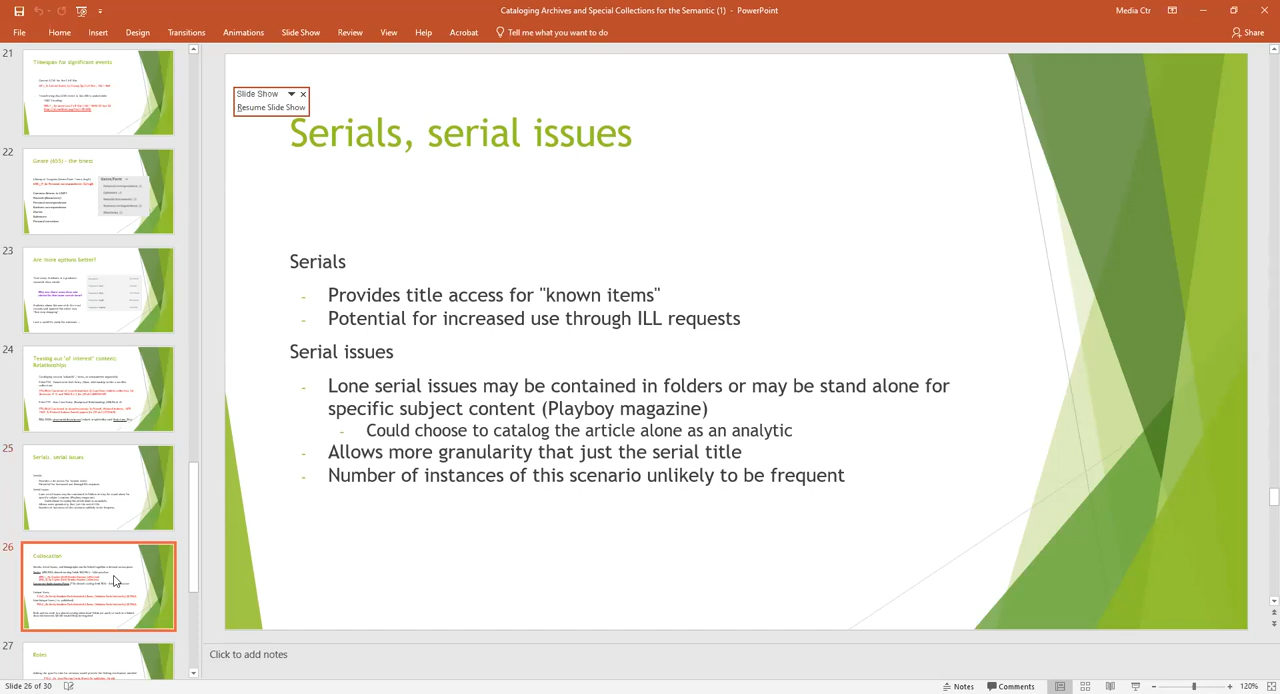 Cataloging Archives and Special Collections for the Semantic (1) - PowerPoint
Media Ctr
File Home Insert Design Transitions Animations Slide Show Review View Help Acrobat Tell me what you want to do
Share
21
Timespan for significant events
22
Genre (655) - the isness
23
Are more options better?
24
Teasing out "of interest" content:
Relationships
25
Serials, serial issues
26
Collocation
27
Roles
Slide Show
Resume Slide Show
Serials, serial issues
Serials
- Provides title access for "known items"
- Potential for increased use through ILL requests
Serial issues
- Lone serial issues may be contained in folders or may be stand alone for
specific subject content (Playboy magazine)
- Could choose to catalog the article alone as an analytic
- Allows more granularity that just the serial title
- Number of instances of this scenario unlikely to be frequent
Click to add notes
Slide 26 of 30
Notes
Comments
120%